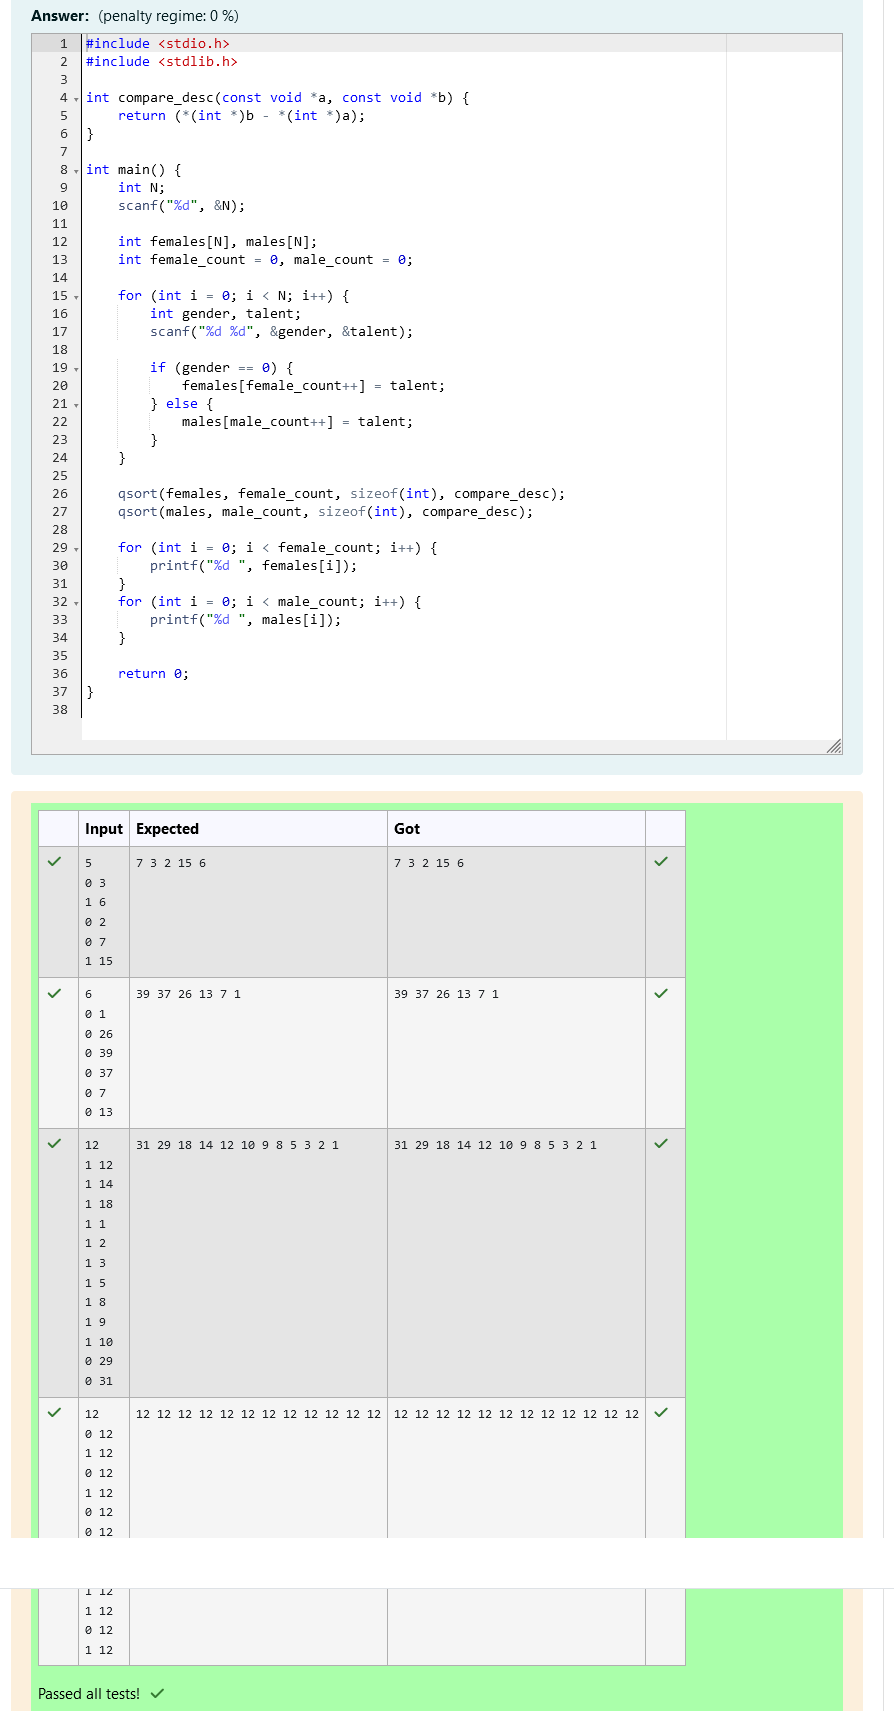 Answer: (penalty regime: 0 %)
1 #include <stdio.h>
2 #include <stdlib.h>
3
4 int compare_desc(const void *a, const void *b) {
5     return (*(int *)b - *(int *)a);
6 }
7
8 int main() {
9     int N;
10     scanf("%d", &N);
11
12     int females[N], males[N];
13     int female_count = 0, male_count = 0;
14
15     for (int i = 0; i < N; i++) {
16         int gender, talent;
17         scanf("%d %d", &gender, &talent);
18
19         if (gender == 0) {
20             females[female_count++] = talent;
21         } else {
22             males[male_count++] = talent;
23         }
24     }
25
26     qsort(females, female_count, sizeof(int), compare_desc);
27     qsort(males, male_count, sizeof(int), compare_desc);
28
29     for (int i = 0; i < female_count; i++) {
30         printf("%d ", females[i]);
31     }
32     for (int i = 0; i < male_count; i++) {
33         printf("%d ", males[i]);
34     }
35
36     return 0;
37 }
38
Input Expected Got
5 7 3 2 15 6 7 3 2 15 6
0 3
1 6
0 2
0 7
1 15
6 39 37 26 13 7 1 39 37 26 13 7 1
0 1
0 26
0 39
0 37
0 7
0 13
12 31 29 18 14 12 10 9 8 5 3 2 1 31 29 18 14 12 10 9 8 5 3 2 1
1 12
1 14
1 18
1 1
1 2
1 3
1 5
1 8
1 9
1 10
0 29
0 31
12 12 12 12 12 12 12 12 12 12 12 12 12 12 12 12 12 12 12 12 12 12 12 12 12
0 12
1 12
0 12
1 12
0 12
0 12
1 12
1 12
0 12
1 12
Passed all tests!